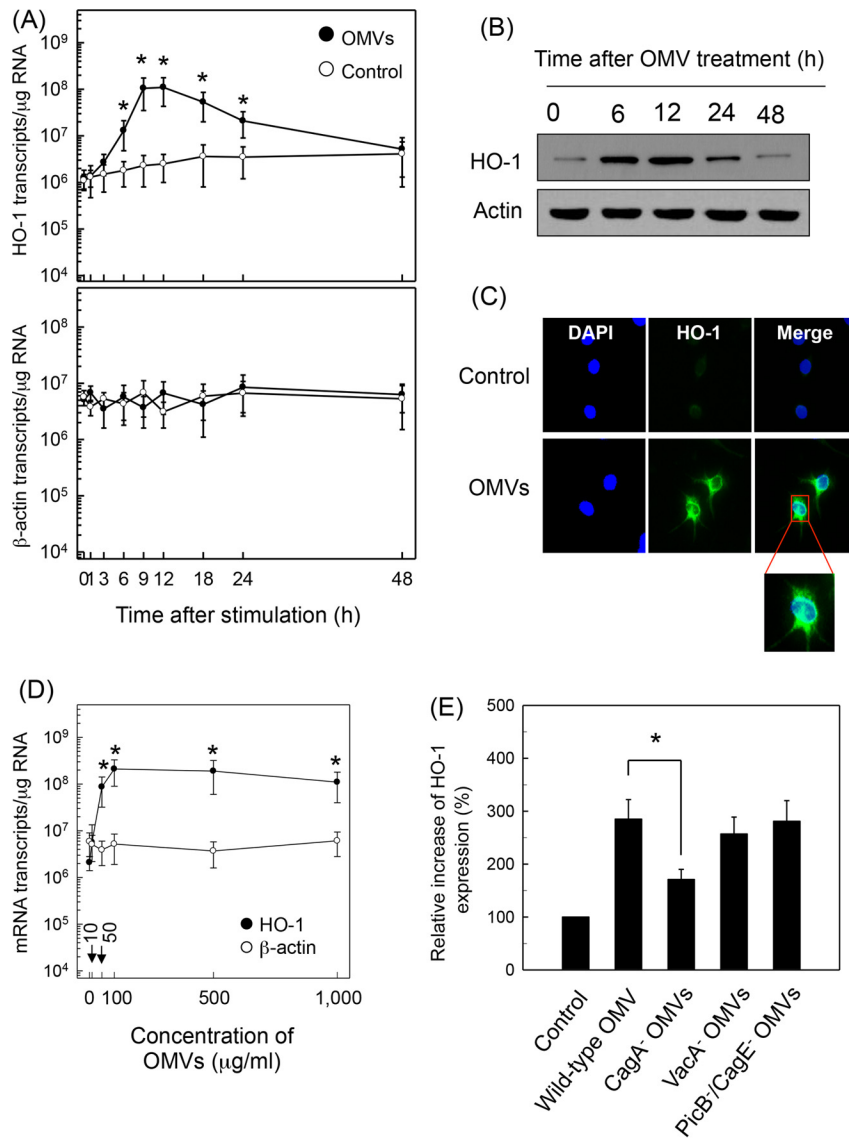 (A)
HO-1 transcripts/μg RNA
10⁹
10⁸
10⁷
10⁶
10⁵
10⁴
* * * * *
OMVs
Control
β-actin transcripts/μg RNA
10⁸
10⁷
10⁶
10⁵
10⁴
0 1 3 6 9 12 18 24 48
Time after stimulation (h)
(B)
Time after OMV treatment (h)
0 6 12 24 48
HO-1
Actin
(C)
DAPI HO-1 Merge
Control
OMVs
(D)
mRNA transcripts/μg RNA
10⁹
10⁸
10⁷
10⁶
10⁵
10⁴
* * * *
10
50
HO-1
β-actin
0 100 500 1,000
Concentration of
OMVs (μg/ml)
(E)
Relative increase of HO-1
expression (%)
500
400
300
200
100
0
*
Control
Wild-type OMV
CagA⁻ OMVs
VacA⁻ OMVs
PicB⁻/CagE⁻ OMVs